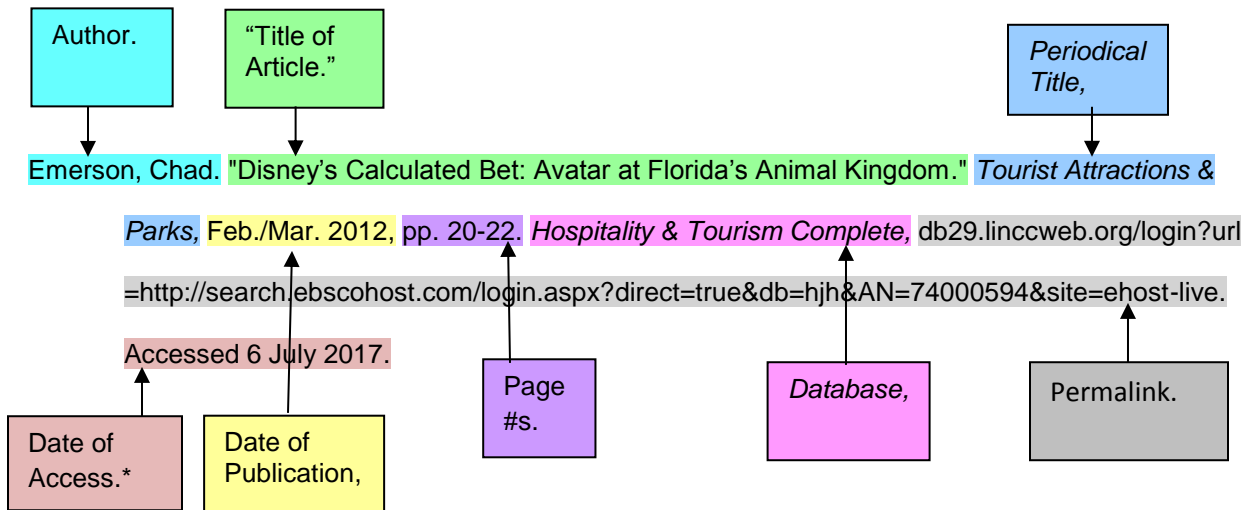 Author.
“Title of
Article.”
Periodical
Title,
Emerson, Chad. "Disney’s Calculated Bet: Avatar at Florida’s Animal Kingdom." Tourist Attractions &
Parks, Feb./Mar. 2012, pp. 20-22. Hospitality & Tourism Complete, db29.linccweb.org/login?url
=http://search.ebscohost.com/login.aspx?direct=true&db=hjh&AN=74000594&site=ehost-live.
Accessed 6 July 2017.
Date of
Access.*
Date of
Publication,
Page
#s.
Database,
Permalink.